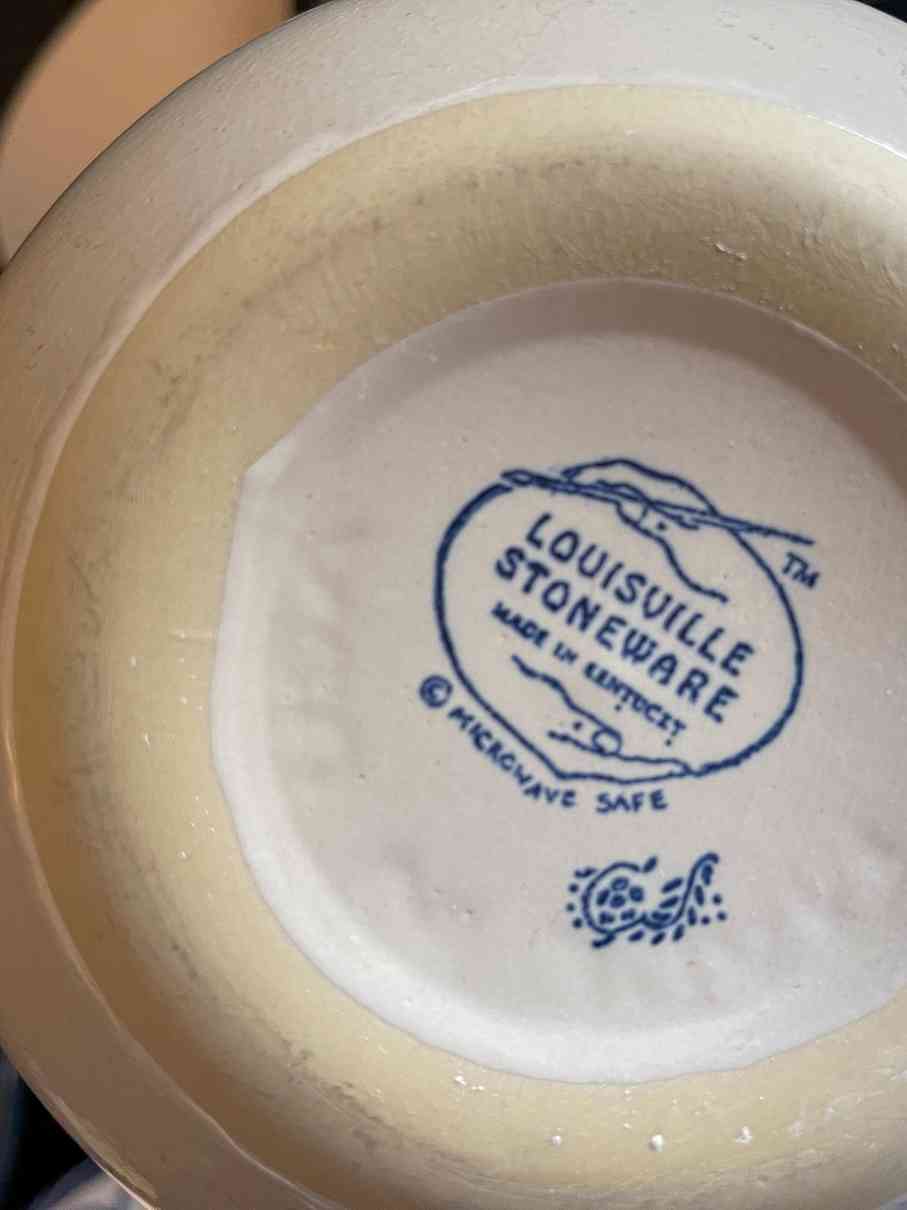 LOUISVILLE
STONEWARE
MADE IN KENTUCKY
TM
© MICROWAVE SAFE